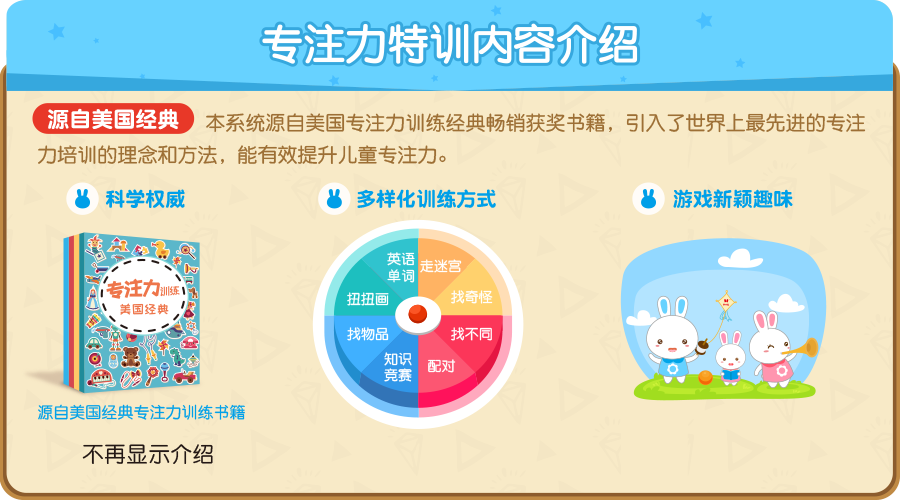 专注力特训内容介绍
源自美国经典 本系统源自美国专注力训练经典畅销获奖书籍，引入了世界上最先进的专注
力培训的理念和方法，能有效提升儿童专注力。
科学权威
多样化训练方式
游戏新颖趣味
专注力训练
美国经典
英语
单词
走迷宫
扭扭画
找奇怪
找物品
找不同
知识
竞赛
配对
源自美国经典专注力训练书籍
不再显示介绍